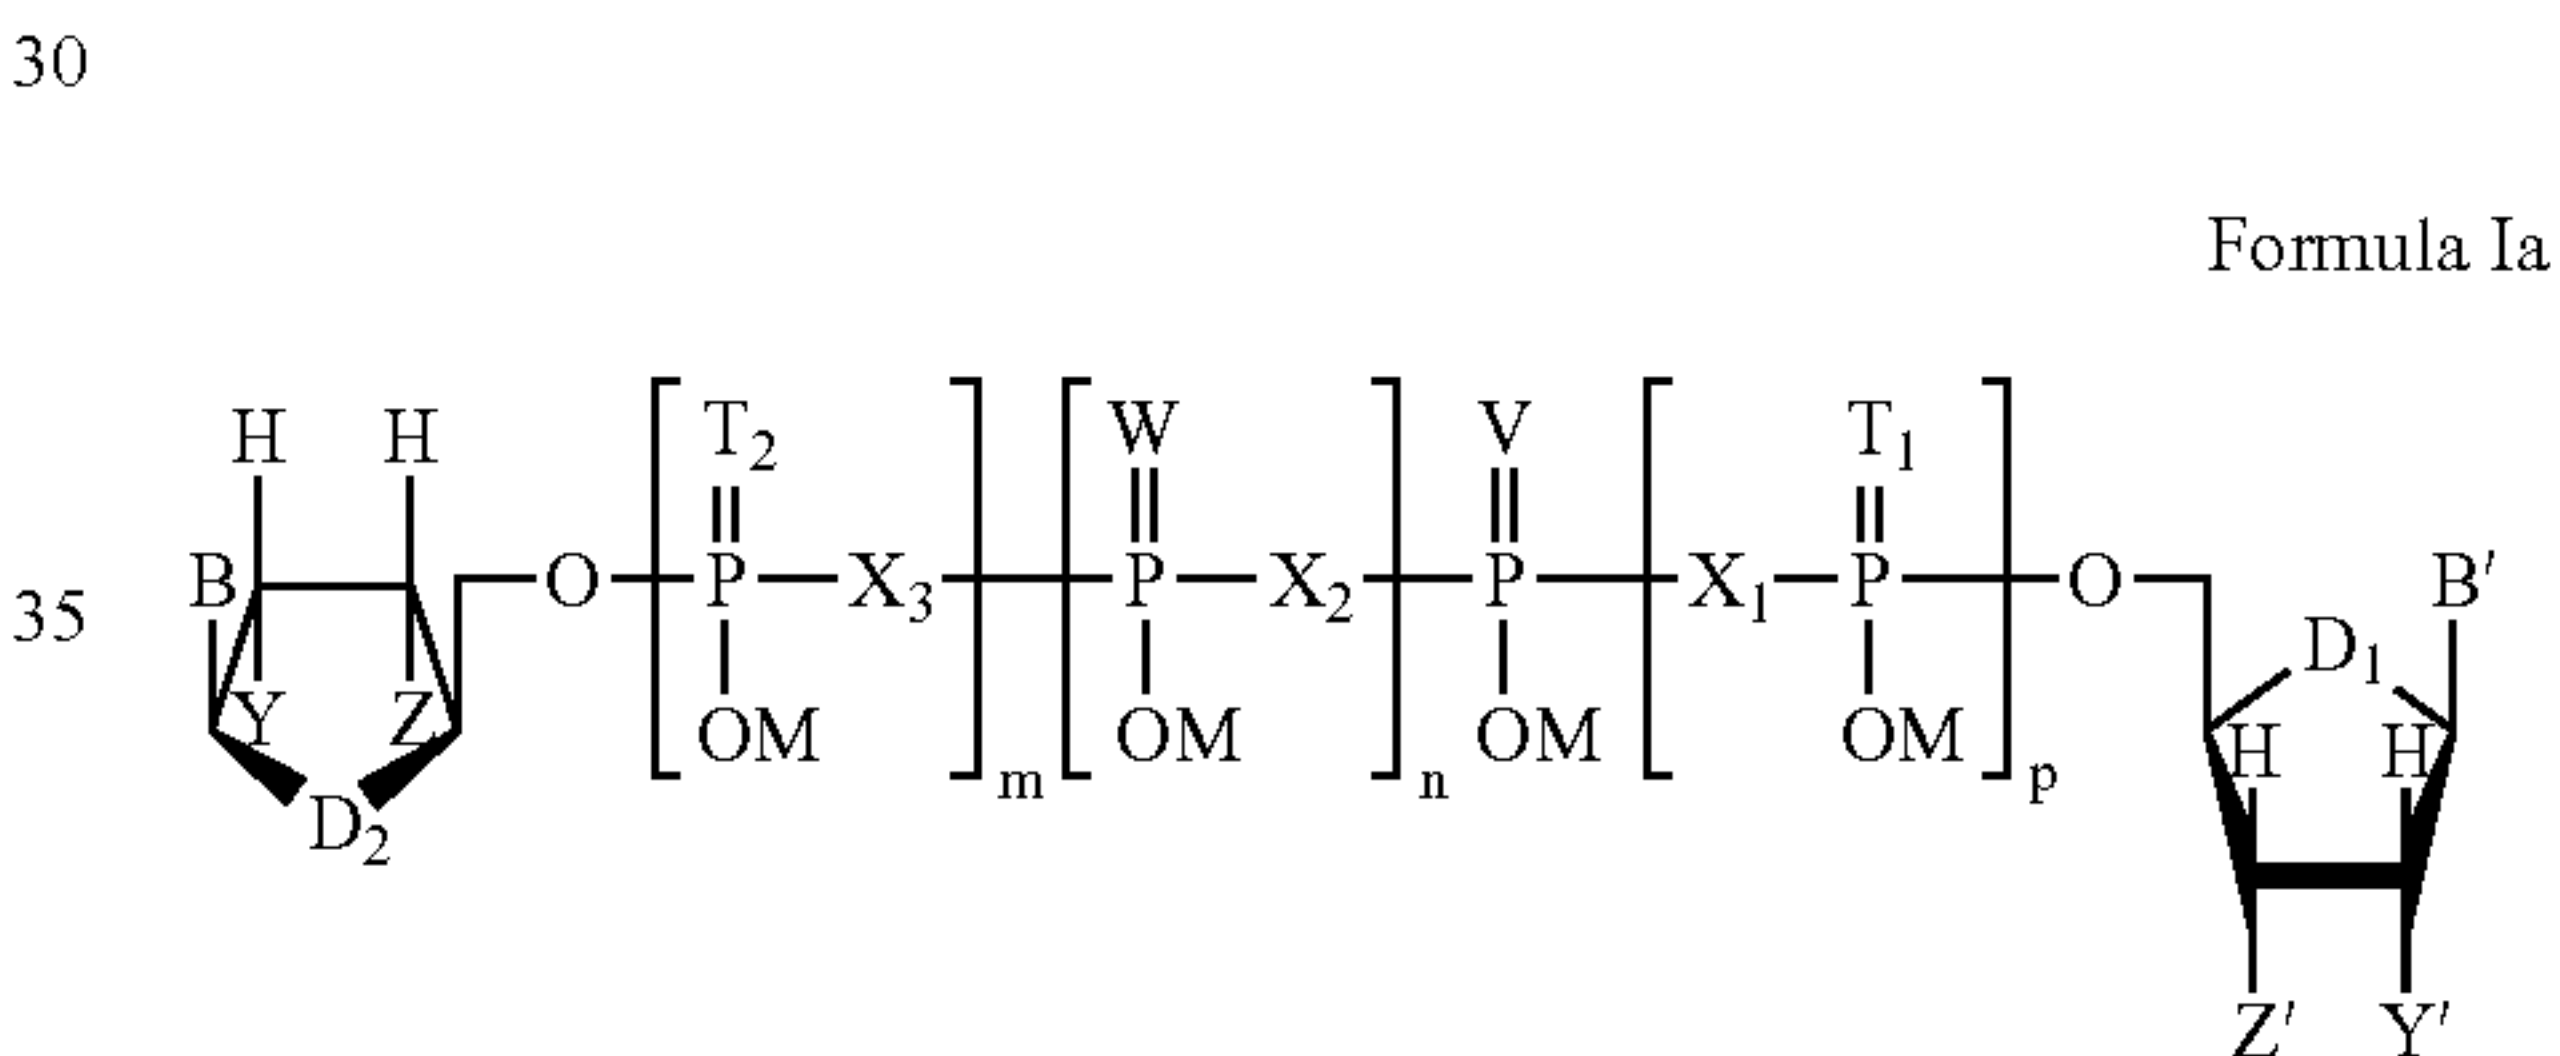 30
Formula Ia
H H T₂ W V T₁
B O P X₃ P X₂ P X₁ P O B′
35 D₁
Y Z OM OM OM OM H H
m n p
D₂
Z′ Y′